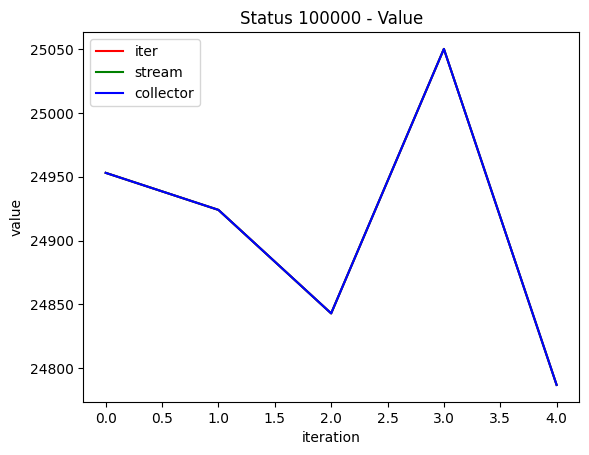 Status 100000 - Value
iter
stream
collector
25050
25000
24950
24900
24850
24800
value
0.0 0.5 1.0 1.5 2.0 2.5 3.0 3.5 4.0
iteration